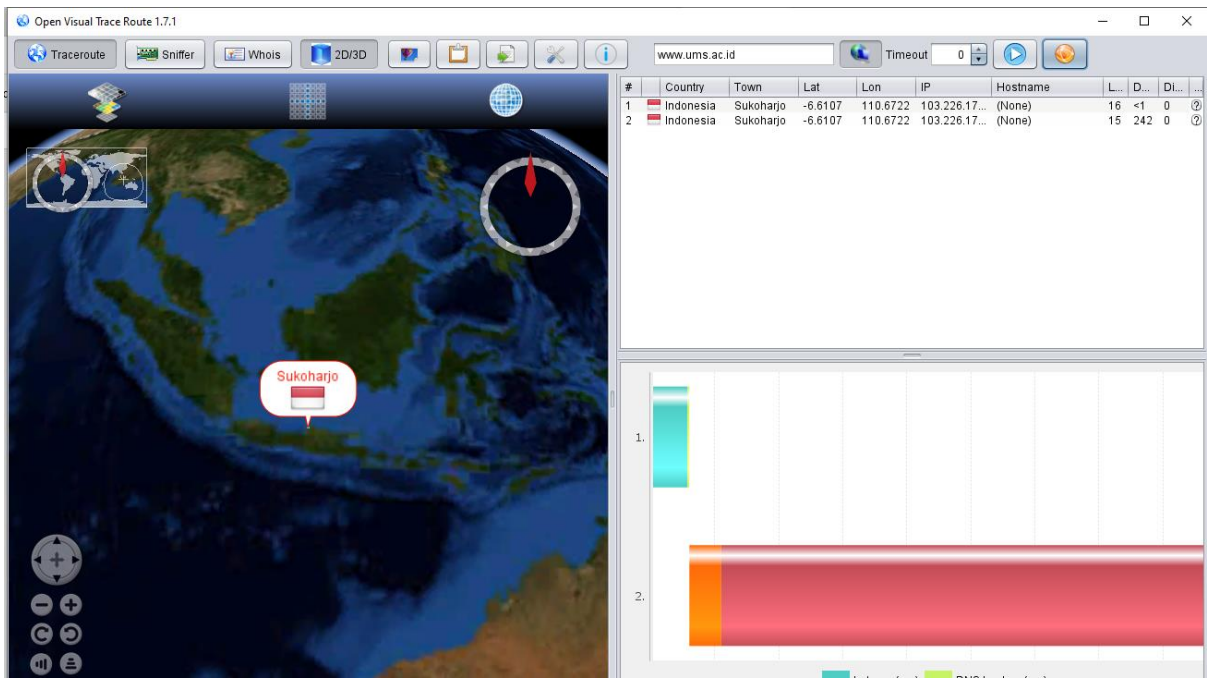 Open Visual Trace Route 1.7.1
Traceroute Sniffer Whois 2D/3D www.ums.ac.id Timeout 0
# Country Town Lat Lon IP Hostname L... D... Di... ...
1 Indonesia Sukoharjo -6.6107 110.6722 103.226.17... (None) 16 <1 0
2 Indonesia Sukoharjo -6.6107 110.6722 103.226.17... (None) 15 242 0
Sukoharjo
1.
2.